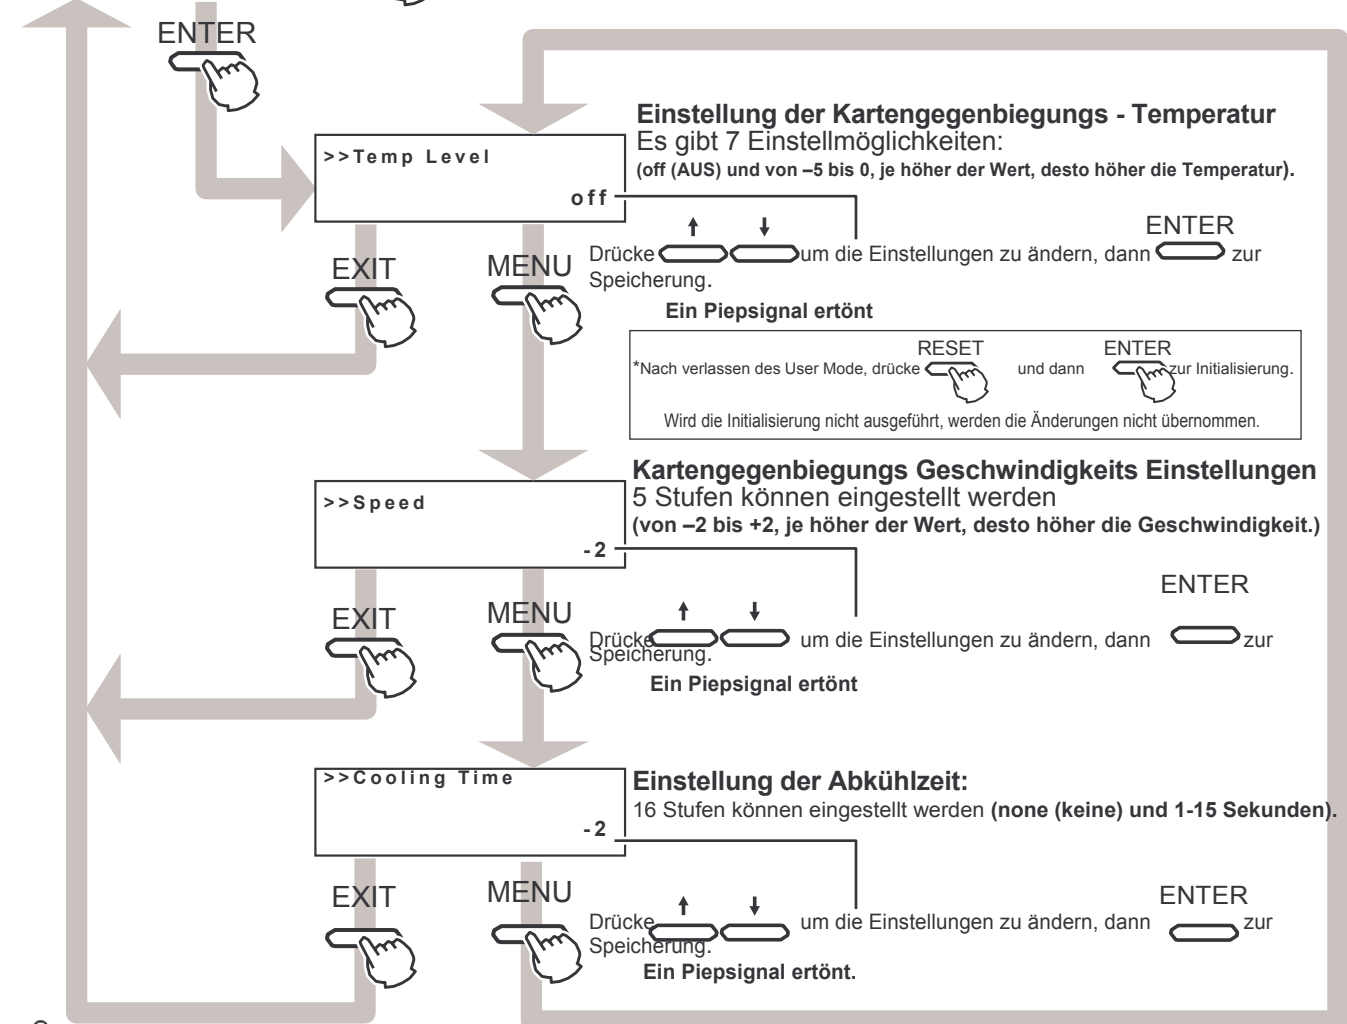 ENTER
Einstellung der Kartengegenbiegungs - Temperatur
Es gibt 7 Einstellmöglichkeiten:
(off (AUS) und von –5 bis 0, je höher der Wert, desto höher die Temperatur).
>>Temp Level
off
ENTER
Drücke um die Einstellungen zu ändern, dann zur
Speicherung.
Ein Piepsignal ertönt
EXIT MENU
RESET ENTER
*Nach verlassen des User Mode, drücke und dann zur Initialisierung.
Wird die Initialisierung nicht ausgeführt, werden die Änderungen nicht übernommen.
Kartengegenbiegungs Geschwindigkeits Einstellungen
5 Stufen können eingestellt werden
(von –2 bis +2, je höher der Wert, desto höher die Geschwindigkeit.)
>>Speed
-2
ENTER
EXIT MENU
Drücke um die Einstellungen zu ändern, dann zur
Speicherung.
Ein Piepsignal ertönt
>>Cooling Time
-2
Einstellung der Abkühlzeit:
16 Stufen können eingestellt werden (none (keine) und 1-15 Sekunden).
EXIT MENU
ENTER
Drücke um die Einstellungen zu ändern, dann zur
Speicherung.
Ein Piepsignal ertönt.